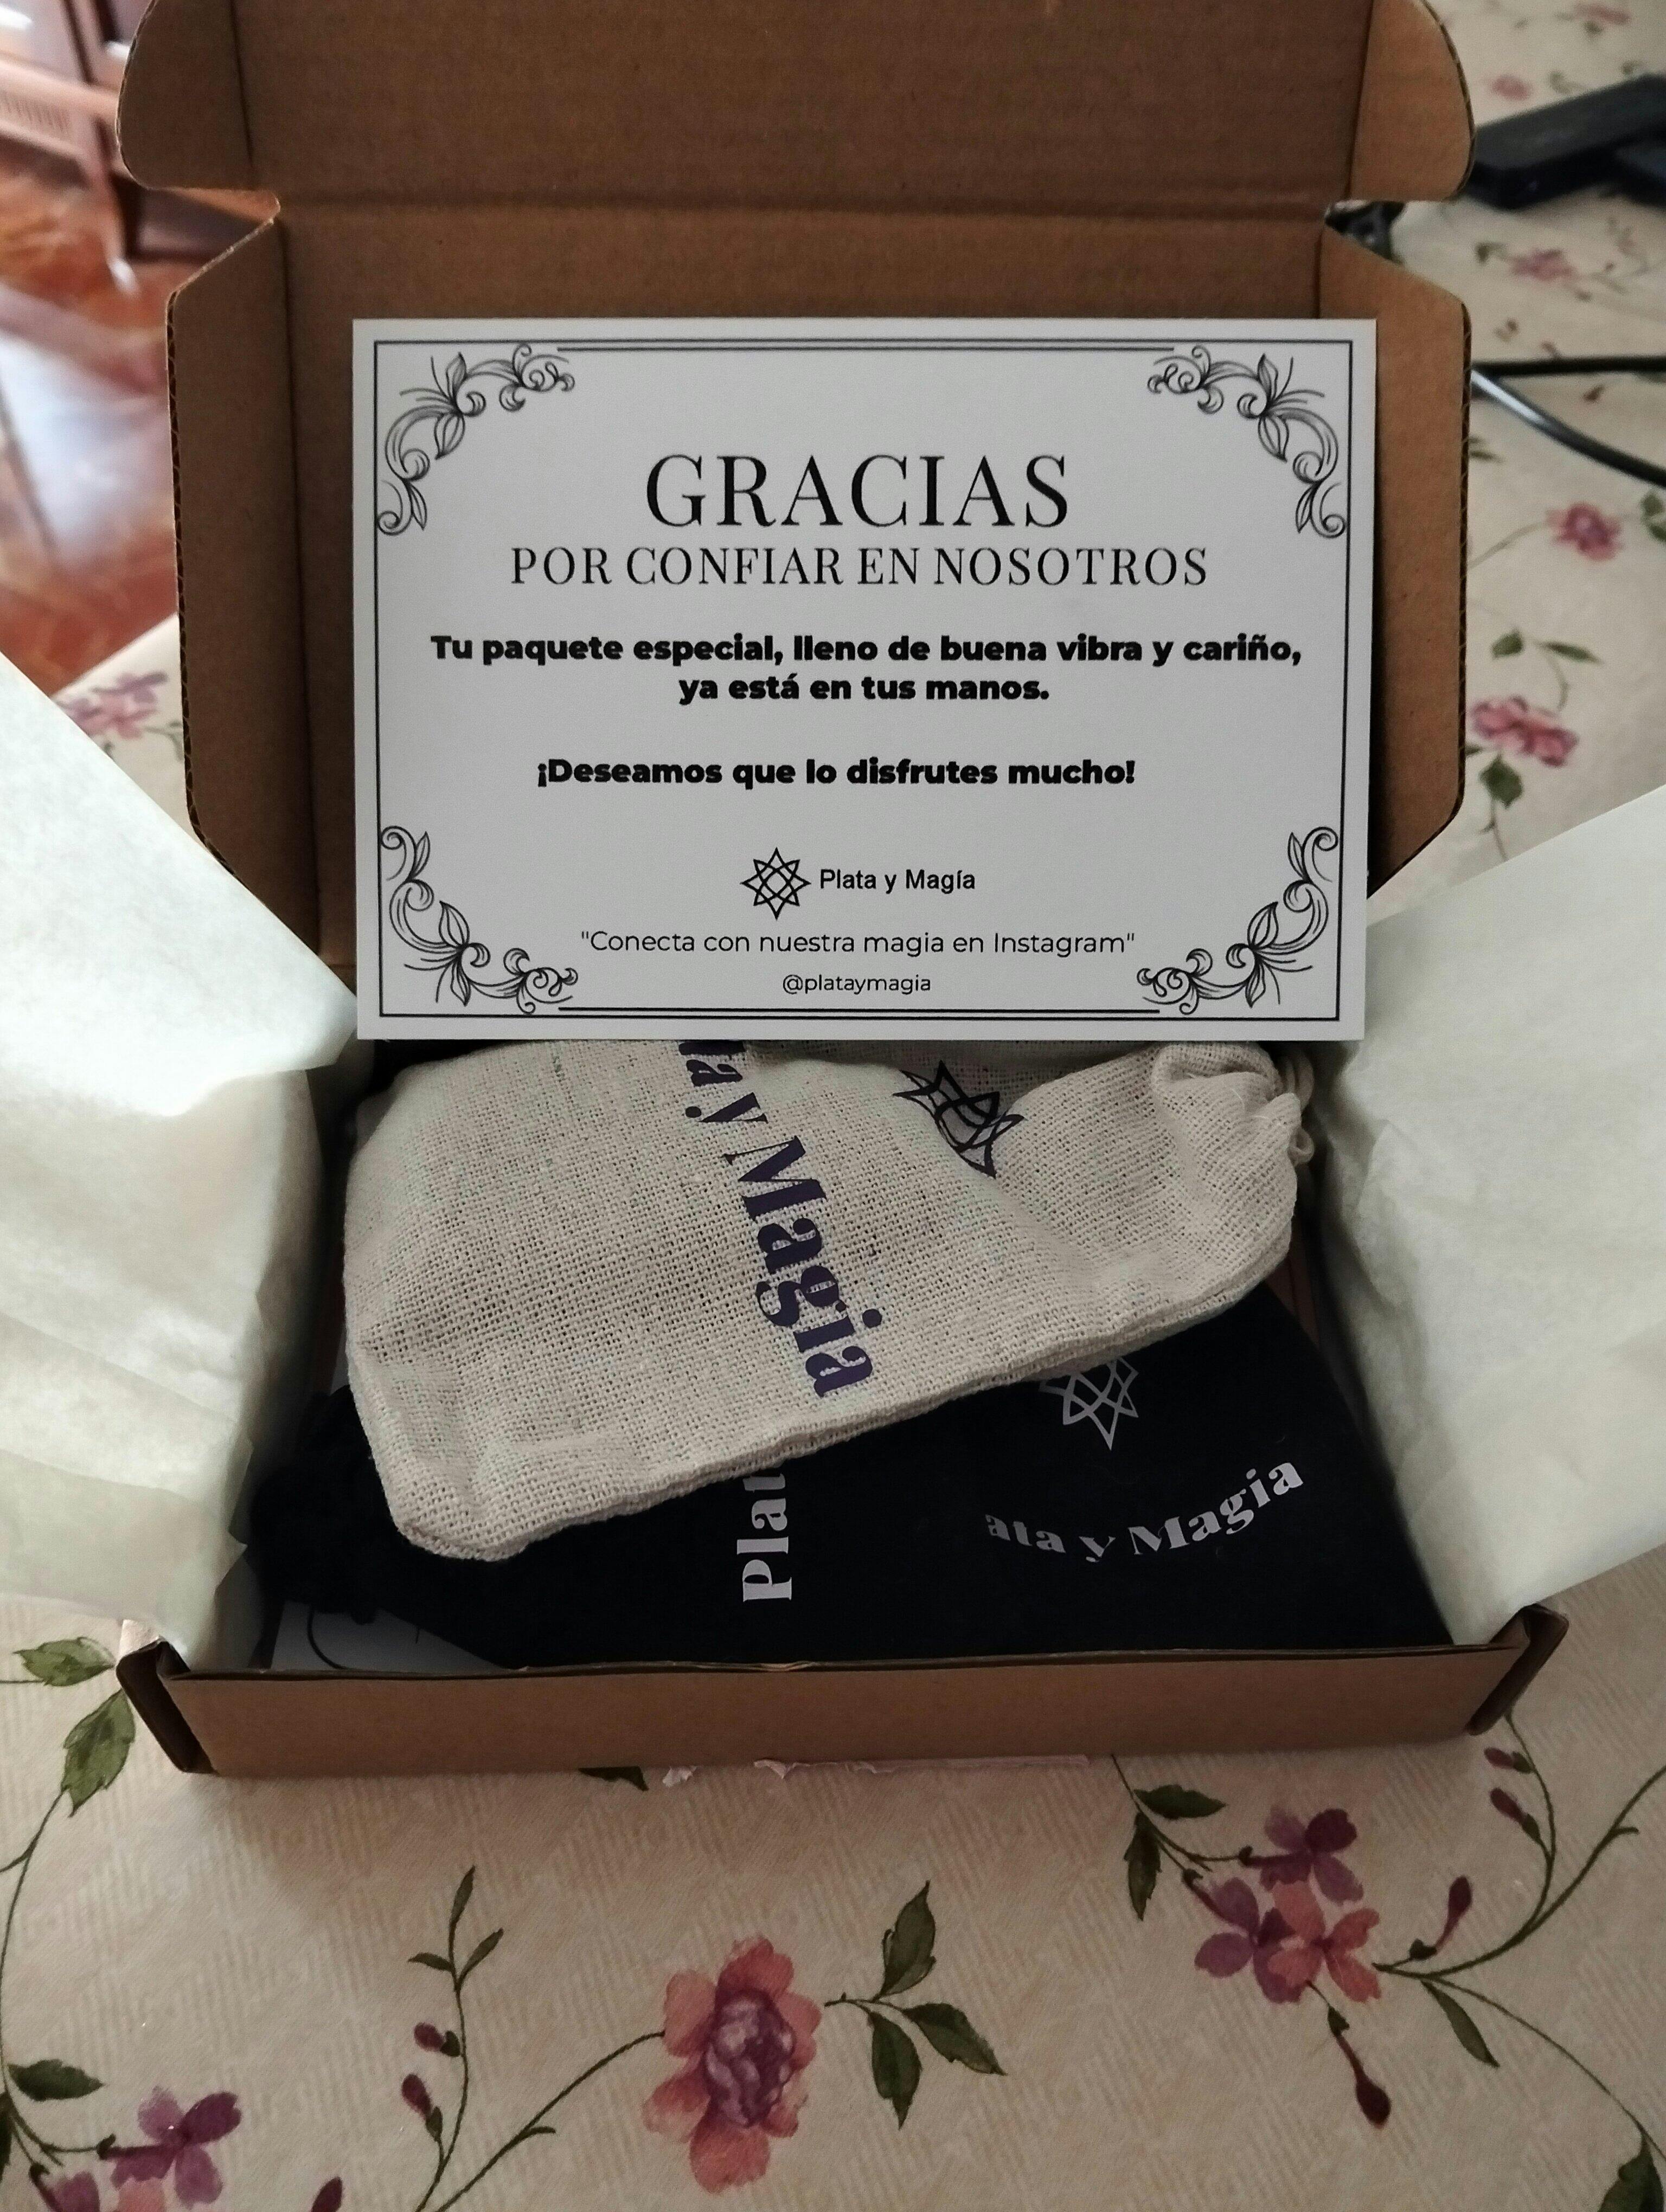 GRACIAS
POR CONFIAR EN NOSOTROS
Tu paquete especial, lleno de buena vibra y cariño,
ya está en tus manos.
¡Deseamos que lo disfrutes mucho!
Plata y Magía
"Conecta con nuestra magia en Instagram"
@plataymagia
a y Magia
Plat
ata y Magia